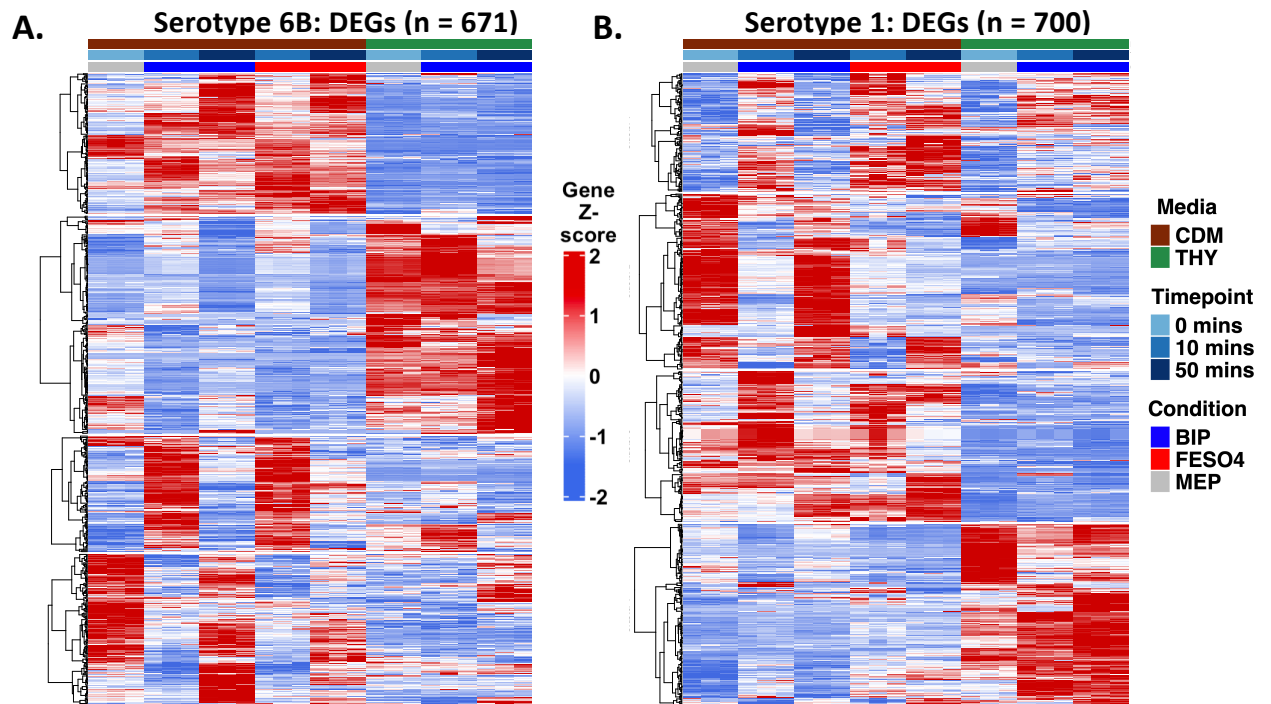 A.
Serotype 6B: DEGs (n = 671)
B.
Serotype 1: DEGs (n = 700)
Gene
Z-
score
2
1
0
-1
-2
Media
CDM
THY
Timepoint
0 mins
10 mins
50 mins
Condition
BIP
FESO4
MEP